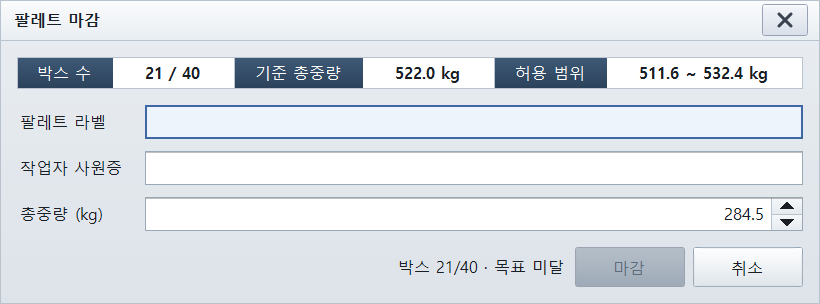 팔레트 마감
박스 수 21 / 40 기준 총중량 522.0 kg 허용 범위 511.6 ~ 532.4 kg
팔레트 라벨
작업자 사원증
총중량 (kg) 284.5
박스 21/40 · 목표 미달 마감 취소